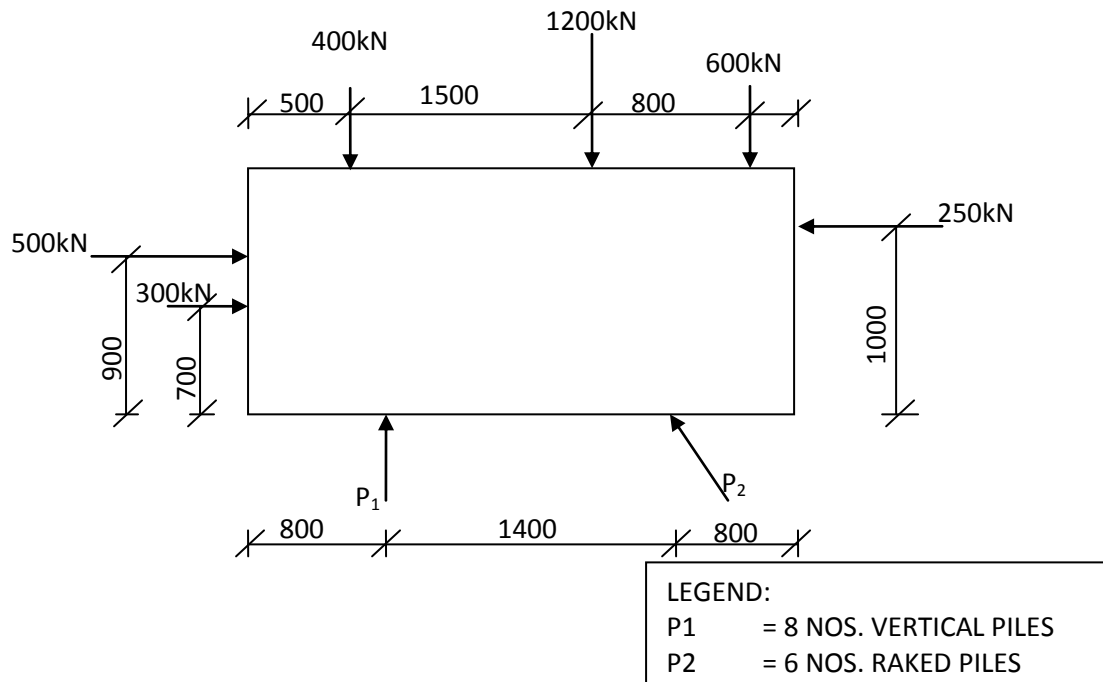 1200kN
400kN
600kN
500
1500
800
250kN
500kN
300kN
900
700
1000
P1
P2
800
1400
800
LEGEND:
P1 = 8 NOS. VERTICAL PILES
P2 = 6 NOS. RAKED PILES